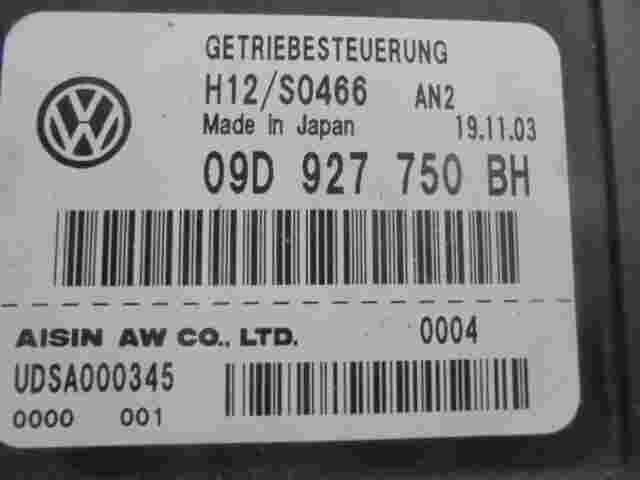 GETRIEBESTEUERUNG
H12/S0466 AN2
Made in Japan 19.11.03
09D 927 750 BH
AISIN AW CO., LTD. 0004
UDSA000345
0000 001